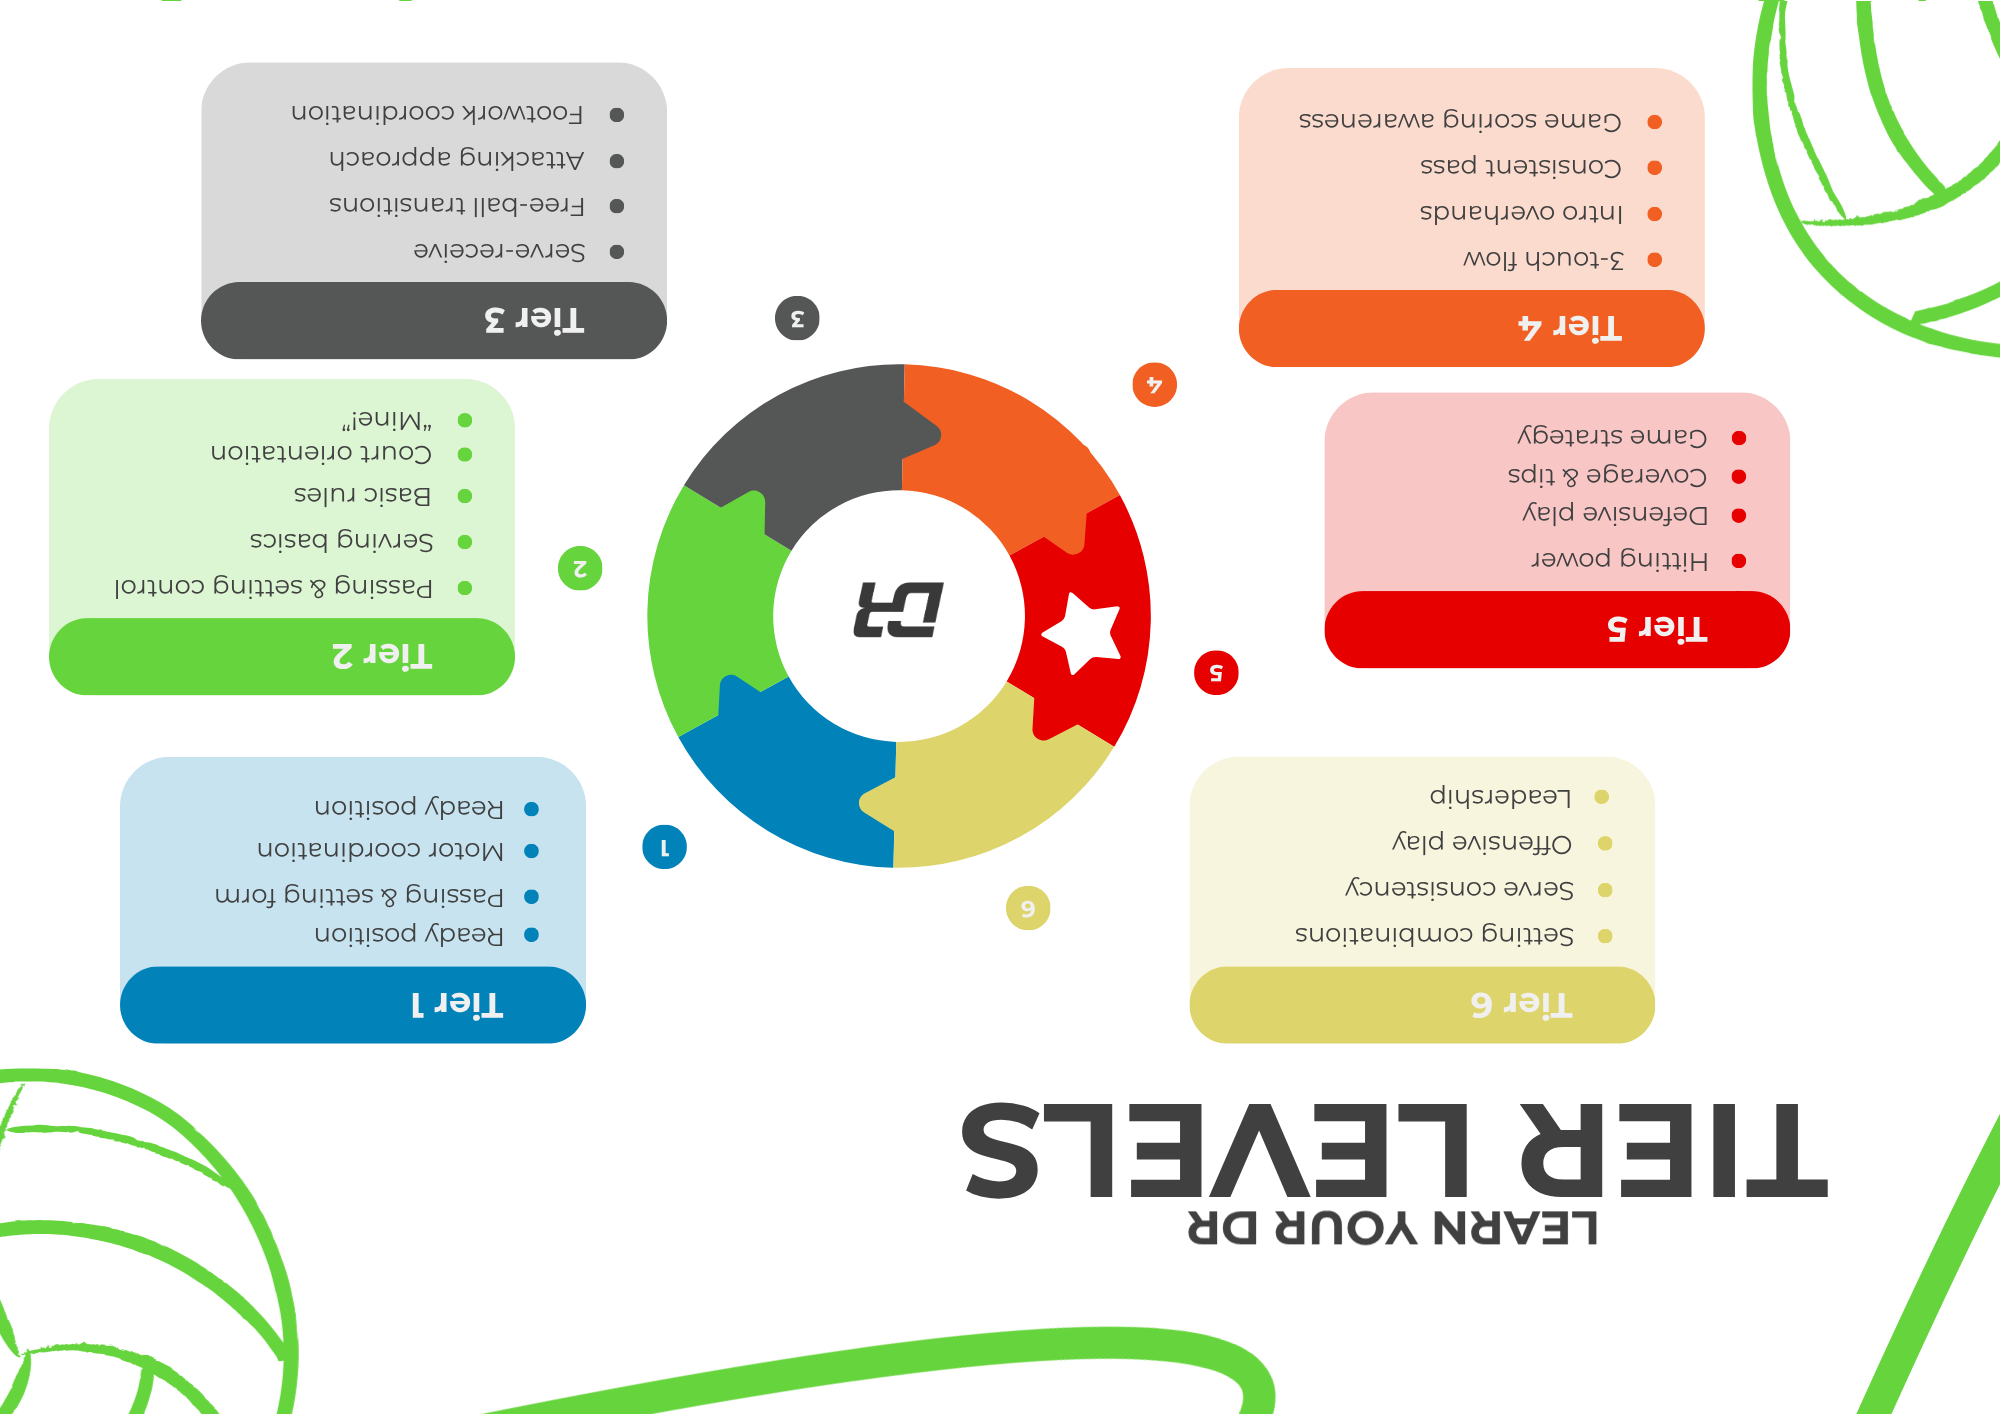 LEARN YOUR DR
TIER LEVELS
Tier 6
Setting combinations
Serve consistency
Offensive play
Leadership
Tier 1
Ready position
Passing & setting form
Motor coordination
Ready position
6
1
Tier 5
Hitting power
Defensive play
Coverage & tips
Game strategy
5
DR
2
Tier 2
Passing & setting control
Serving basics
Basic rules
Court orientation
“Mine!”
4
3
Tier 4
3-touch flow
Intro overhands
Consistent pass
Game scoring awareness
Tier 3
Serve-receive
Free-ball transitions
Attacking approach
Footwork coordination